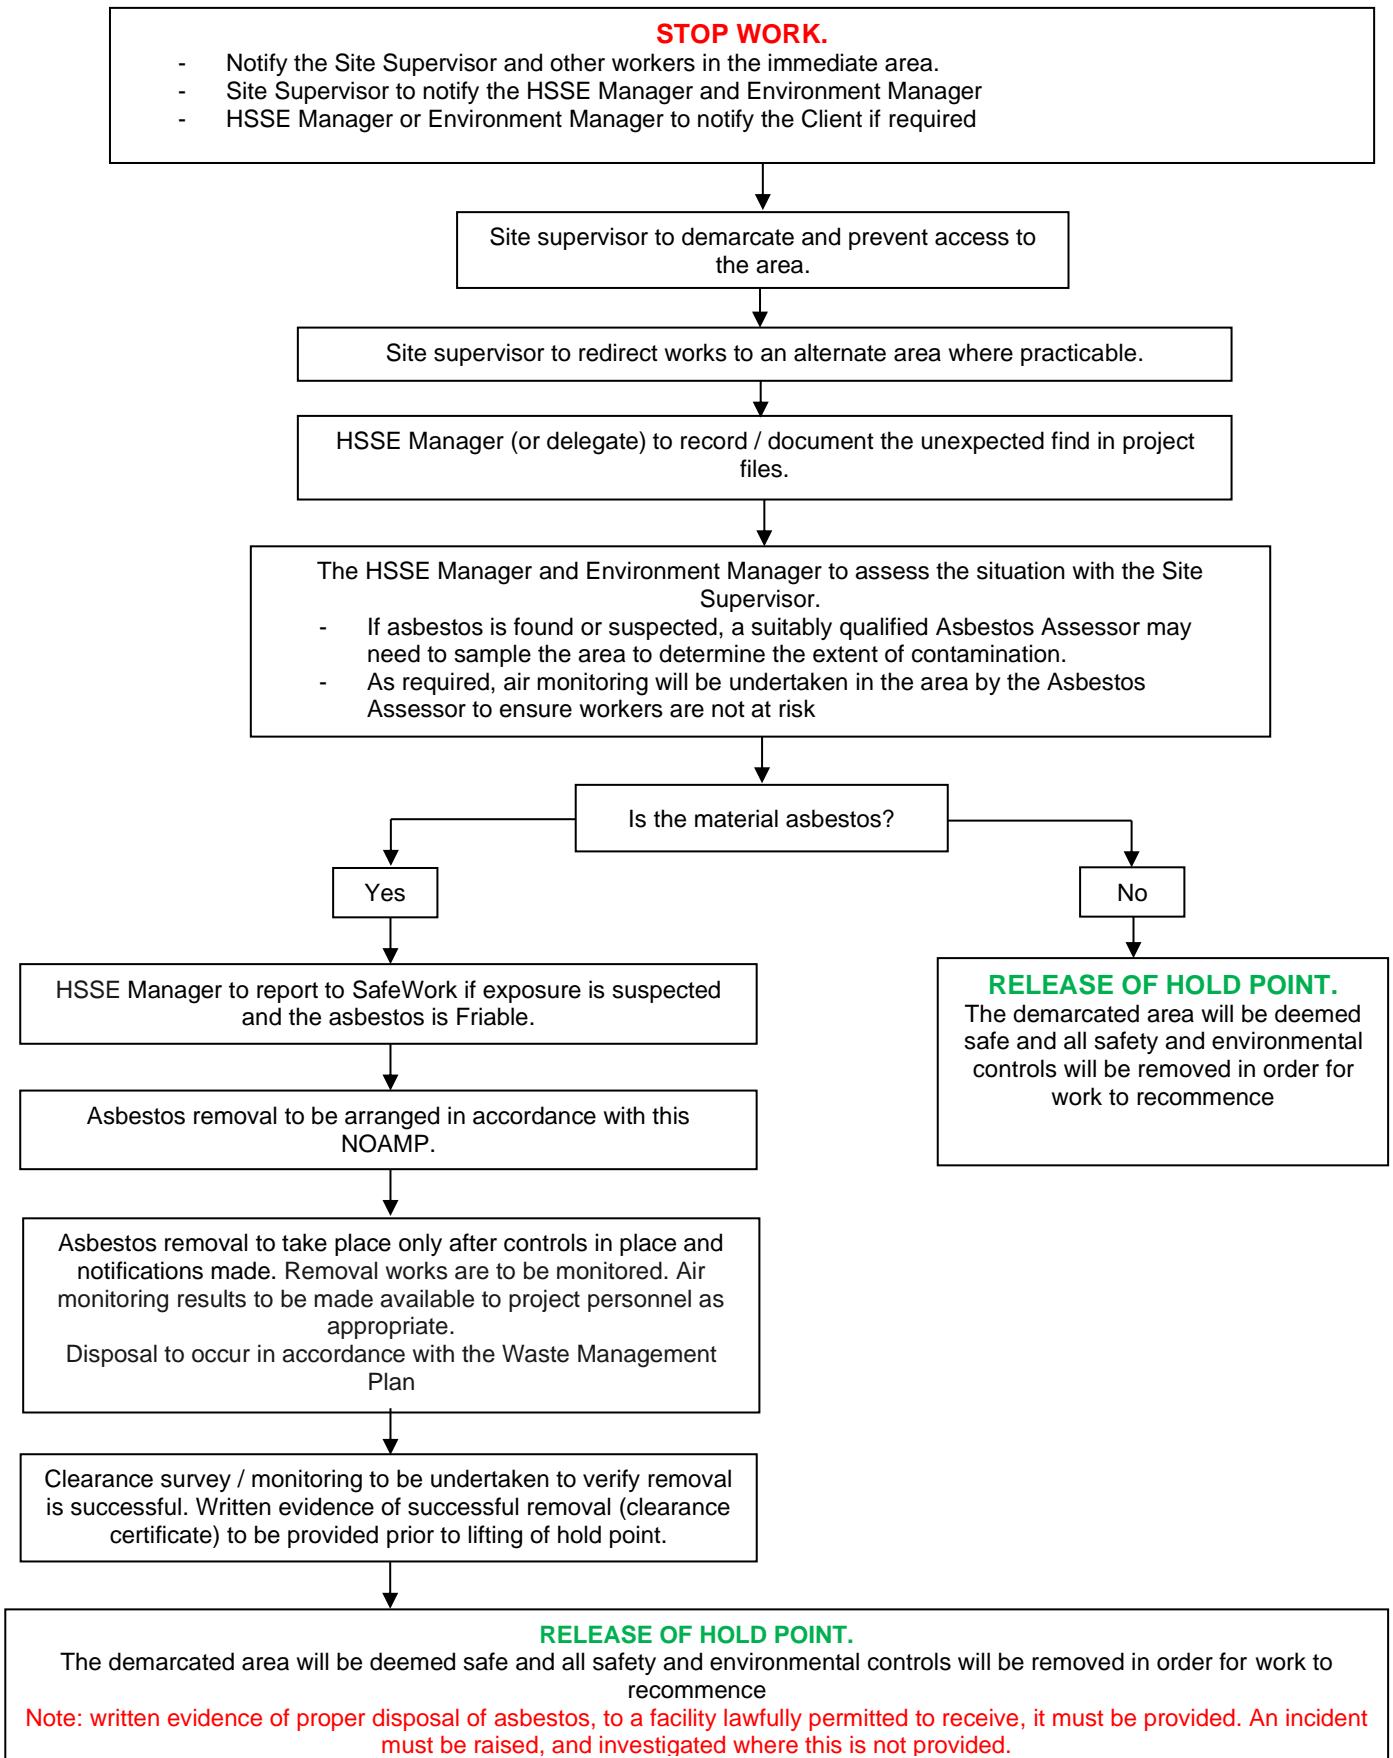 STOP WORK.
- Notify the Site Supervisor and other workers in the immediate area.
- Site Supervisor to notify the HSSE Manager and Environment Manager
- HSSE Manager or Environment Manager to notify the Client if required
Site supervisor to demarcate and prevent access to
the area.
Site supervisor to redirect works to an alternate area where practicable.
HSSE Manager (or delegate) to record / document the unexpected find in project
files.
The HSSE Manager and Environment Manager to assess the situation with the Site
Supervisor.
- If asbestos is found or suspected, a suitably qualified Asbestos Assessor may
need to sample the area to determine the extent of contamination.
- As required, air monitoring will be undertaken in the area by the Asbestos
Assessor to ensure workers are not at risk
Is the material asbestos?
Yes
No
HSSE Manager to report to SafeWork if exposure is suspected
and the asbestos is Friable.
RELEASE OF HOLD POINT.
The demarcated area will be deemed
safe and all safety and environmental
controls will be removed in order for
work to recommence
Asbestos removal to be arranged in accordance with this
NOAMP.
Asbestos removal to take place only after controls in place and
notifications made. Removal works are to be monitored. Air
monitoring results to be made available to project personnel as
appropriate.
Disposal to occur in accordance with the Waste Management
Plan
Clearance survey / monitoring to be undertaken to verify removal
is successful. Written evidence of successful removal (clearance
certificate) to be provided prior to lifting of hold point.
RELEASE OF HOLD POINT.
The demarcated area will be deemed safe and all safety and environmental controls will be removed in order for work to
recommence
Note: written evidence of proper disposal of asbestos, to a facility lawfully permitted to receive, it must be provided. An incident
must be raised, and investigated where this is not provided.